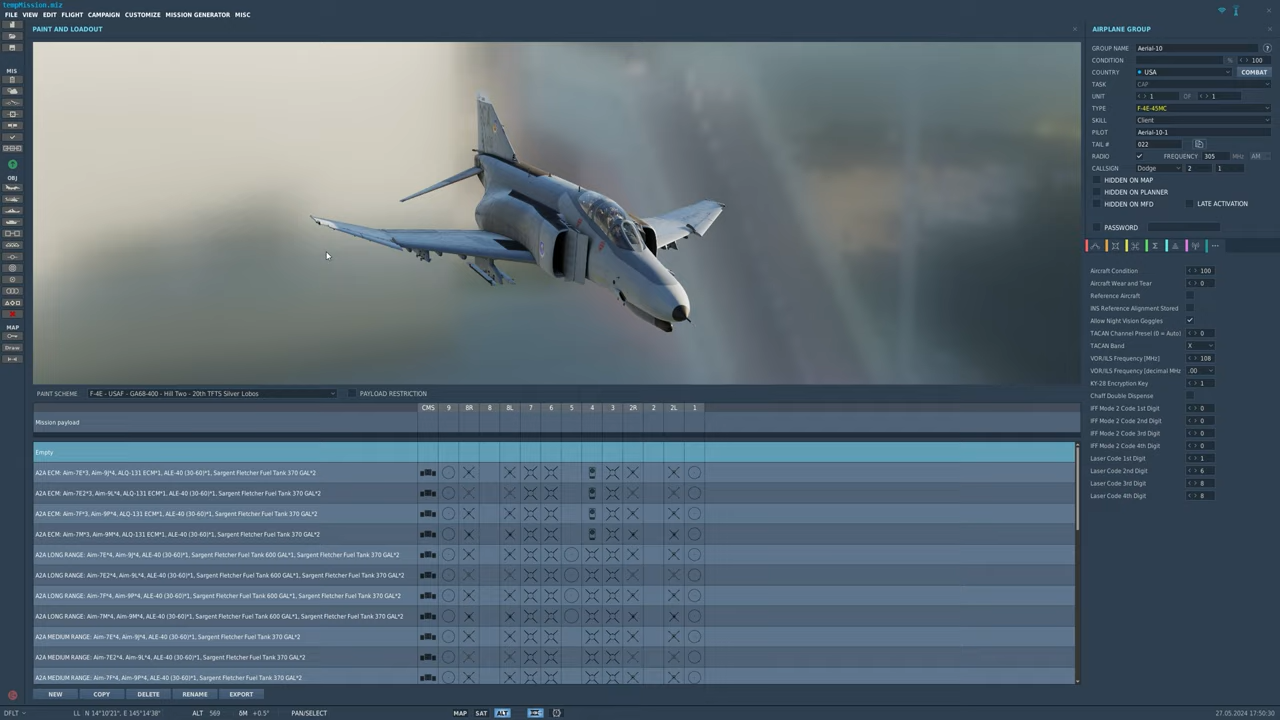 tempMission.miz
FILE VIEW EDIT FLIGHT CAMPAIGN CUSTOMIZE MISSION GENERATOR MISC
PAINT AND LOADOUT
MIS
OBJ
MAP
Draw
PAINT SCHEME F-4E - USAF - GA68-400 - Hill Two - 20th TFTS Silver Lobos PAYLOAD RESTRICTION
CMS 9 8R 8 8L 7 6 5 4 3 2R 2 2L 1
Mission payload
Empty
A2A ECM: Aim-7E*3, Aim-9J*4, ALQ-131 ECM*1, ALE-40 (30-60)*1, Sargent Fletcher Fuel Tank 370 GAL*2
A2A ECM: Aim-7E2*3, Aim-9L*4, ALQ-131 ECM*1, ALE-40 (30-60)*1, Sargent Fletcher Fuel Tank 370 GAL*2
A2A ECM: Aim-7F*3, Aim-9P*4, ALQ-131 ECM*1, ALE-40 (30-60)*1, Sargent Fletcher Fuel Tank 370 GAL*2
A2A ECM: Aim-7M*3, Aim-9M*4, ALQ-131 ECM*1, ALE-40 (30-60)*1, Sargent Fletcher Fuel Tank 370 GAL*2
A2A LONG RANGE: Aim-7E*4, Aim-9J*4, ALE-40 (30-60)*1, Sargent Fletcher Fuel Tank 600 GAL*1, Sargent Fletcher Fuel Tank 370 GAL*2
A2A LONG RANGE: Aim-7E2*4, Aim-9L*4, ALE-40 (30-60)*1, Sargent Fletcher Fuel Tank 600 GAL*1, Sargent Fletcher Fuel Tank 370 GAL*2
A2A LONG RANGE: Aim-7F*4, Aim-9P*4, ALE-40 (30-60)*1, Sargent Fletcher Fuel Tank 600 GAL*1, Sargent Fletcher Fuel Tank 370 GAL*2
A2A LONG RANGE: Aim-7M*4, Aim-9M*4, ALE-40 (30-60)*1, Sargent Fletcher Fuel Tank 600 GAL*1, Sargent Fletcher Fuel Tank 370 GAL*2
A2A MEDIUM RANGE: Aim-7E*4, Aim-9J*4, ALE-40 (30-60)*1, Sargent Fletcher Fuel Tank 370 GAL*2
A2A MEDIUM RANGE: Aim-7E2*4, Aim-9L*4, ALE-40 (30-60)*1, Sargent Fletcher Fuel Tank 370 GAL*2
A2A MEDIUM RANGE: Aim-7F*4, Aim-9P*4, ALE-40 (30-60)*1, Sargent Fletcher Fuel Tank 370 GAL*2
NEW COPY DELETE RENAME EXPORT
AIRPLANE GROUP
GROUP NAME Aerial-10 ?
CONDITION % < > 100
COUNTRY USA COMBAT
TASK CAP
UNIT < > 1 OF < > 1
TYPE F-4E-45MC
SKILL Client
PILOT Aerial-10-1
TAIL # 022
RADIO FREQUENCY 305 MHz AM
CALLSIGN Dodge 2 1
HIDDEN ON MAP
HIDDEN ON PLANNER
HIDDEN ON MFD LATE ACTIVATION
PASSWORD
Aircraft Condition < > 100
Aircraft Wear and Tear < > 0
Reference Aircraft
INS Reference Alignment Stored
Allow Night Vision Goggles
TACAN Channel Preset (0 = Auto) < > 0
TACAN Band X
VOR/ILS Frequency [MHz] < > 108
VOR/ILS Frequency [decimal MHz .00
KY-28 Encryption Key < > 1
Chaff Double Dispense
IFF Mode 2 Code 1st Digit < > 0
IFF Mode 2 Code 2nd Digit < > 0
IFF Mode 2 Code 3rd Digit < > 0
IFF Mode 2 Code 4th Digit < > 0
Laser Code 1st Digit < > 1
Laser Code 2nd Digit < > 6
Laser Code 3rd Digit < > 8
Laser Code 4th Digit < > 8
DFLT LL N 14°10'21", E 145°14'38" ALT 569 δM +0.5° PAN/SELECT MAP SAT ALT 27.05.2024 17:50:30